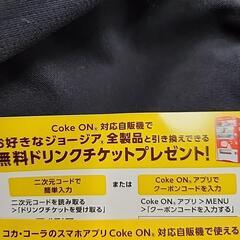 Coke ON®対応自販機で
お好きなジョージア、全製品と引き換えできる
無料ドリンクチケットプレゼント!
二次元コードで
簡単入力
または
Coke ON®アプリで
クーポンコードを入力
二次元コードを読み込み
>「ドリンクチケットを受け取る」
Coke ON®アプリ>MENU
>「クーポンコードを入力する」
コカ・コーラのスマホアプリCoke ON®対応自販機で使える